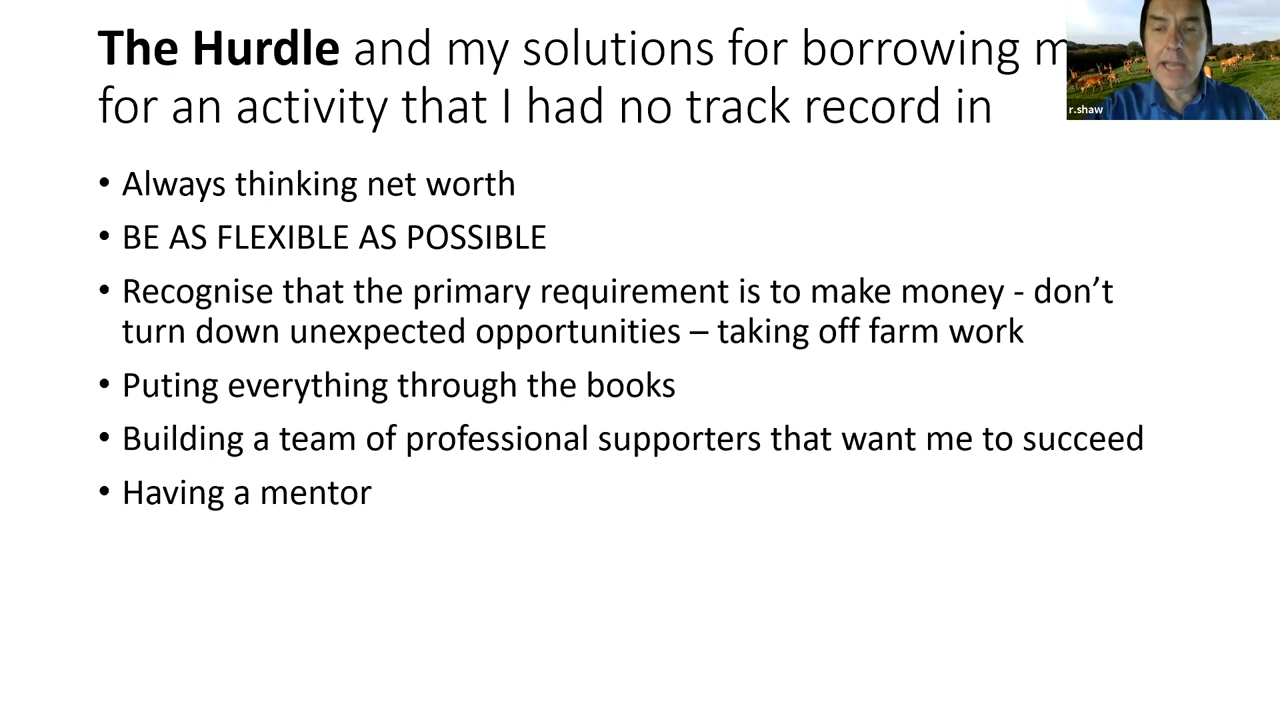 The Hurdle and my solutions for borrowing
for an activity that I had no track record in
• Always thinking net worth
• BE AS FLEXIBLE AS POSSIBLE
• Recognise that the primary requirement is to make money - don’t
turn down unexpected opportunities – taking off farm work
• Puting everything through the books
• Building a team of professional supporters that want me to succeed
• Having a mentor
r.shaw